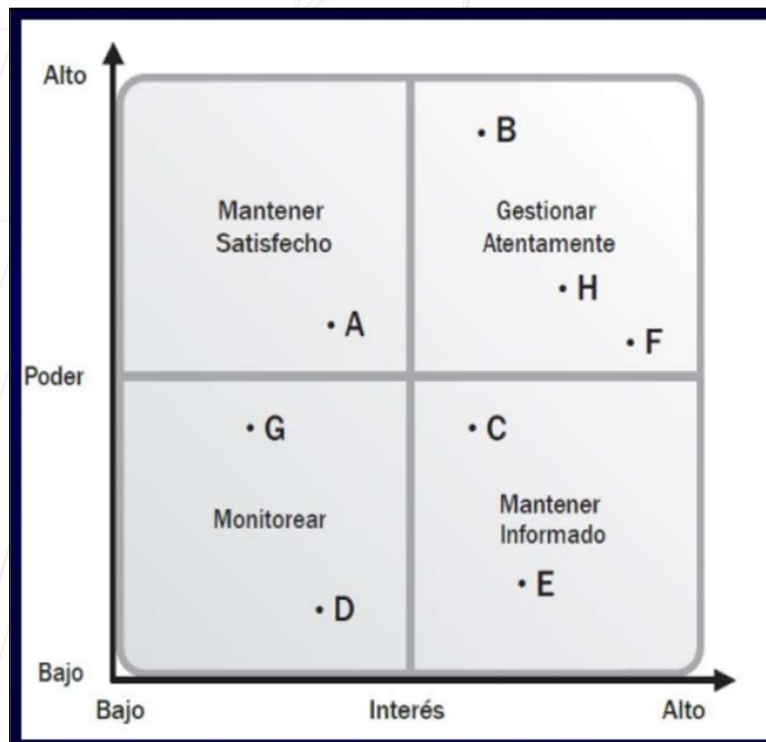 Alto
• B
Mantener
Satisfecho
Gestionar
Atentamente
• H
• A
• F
Poder
• G
• C
Monitorear
Mantener
Informado
• E
• D
Bajo
Bajo
Interés
Alto